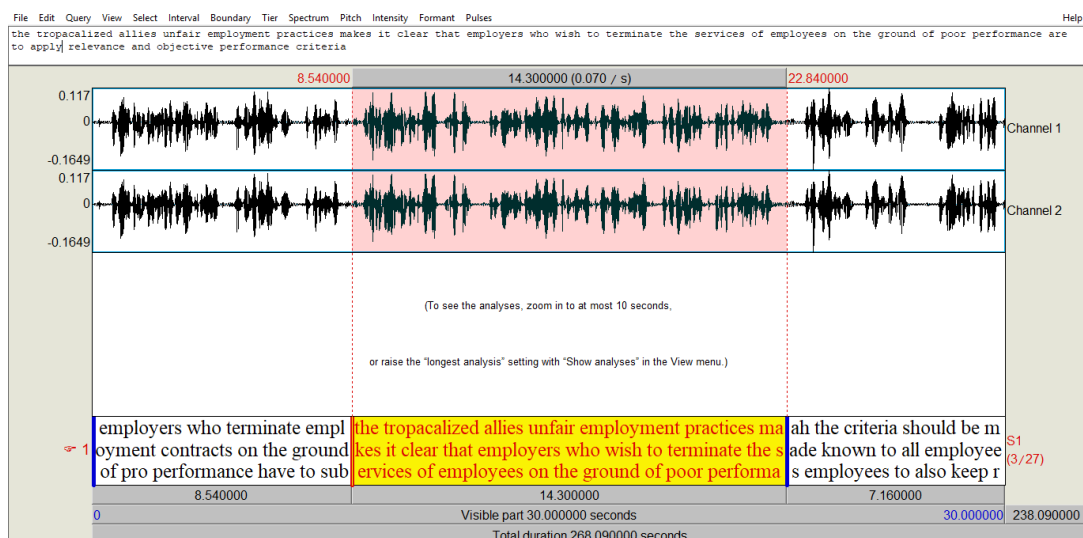 File Edit Query View Select Interval Boundary Tier Spectrum Pitch Intensity Formant Pulses Help
the tropacalized allies unfair employment practices makes it clear that employers who wish to terminate the services of employees on the ground of poor performance are
to apply relevance and objective performance criteria
8.540000 14.300000 (0.070 / s) 22.840000
0.117
0
-0.1649
Channel 1
0.117
0
-0.1649
Channel 2
(To see the analyses, zoom in to at most 10 seconds,
or raise the "longest analysis" setting with "Show analyses" in the View menu.)
employers who terminate empl the tropacalized allies unfair employment practices ma ah the criteria should be m
☞ 1 oyment contracts on the ground kes it clear that employers who wish to terminate the s ade known to all employee
of pro performance have to sub ervices of employees on the ground of poor performa s employees to also keep r
S1
(3/27)
8.540000 14.300000 7.160000
0 Visible part 30.000000 seconds 30.000000 238.090000
Total duration 268.090000 seconds